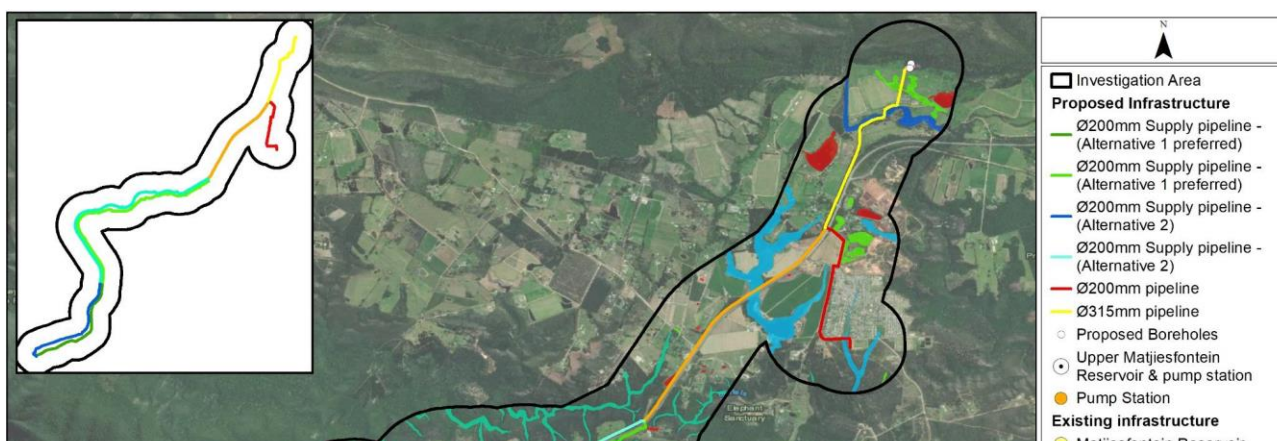 N
Investigation Area
Proposed Infrastructure
Ø200mm Supply pipeline -
(Alternative 1 preferred)
Ø200mm Supply pipeline -
(Alternative 1 preferred)
Ø200mm Supply pipeline -
(Alternative 2)
Ø200mm Supply pipeline -
(Alternative 2)
Ø200mm pipeline
Ø315mm pipeline
Proposed Boreholes
Upper Matjiesfontein
Reservoir & pump station
Pump Station
Existing infrastructure
Elephant
Sanctuary